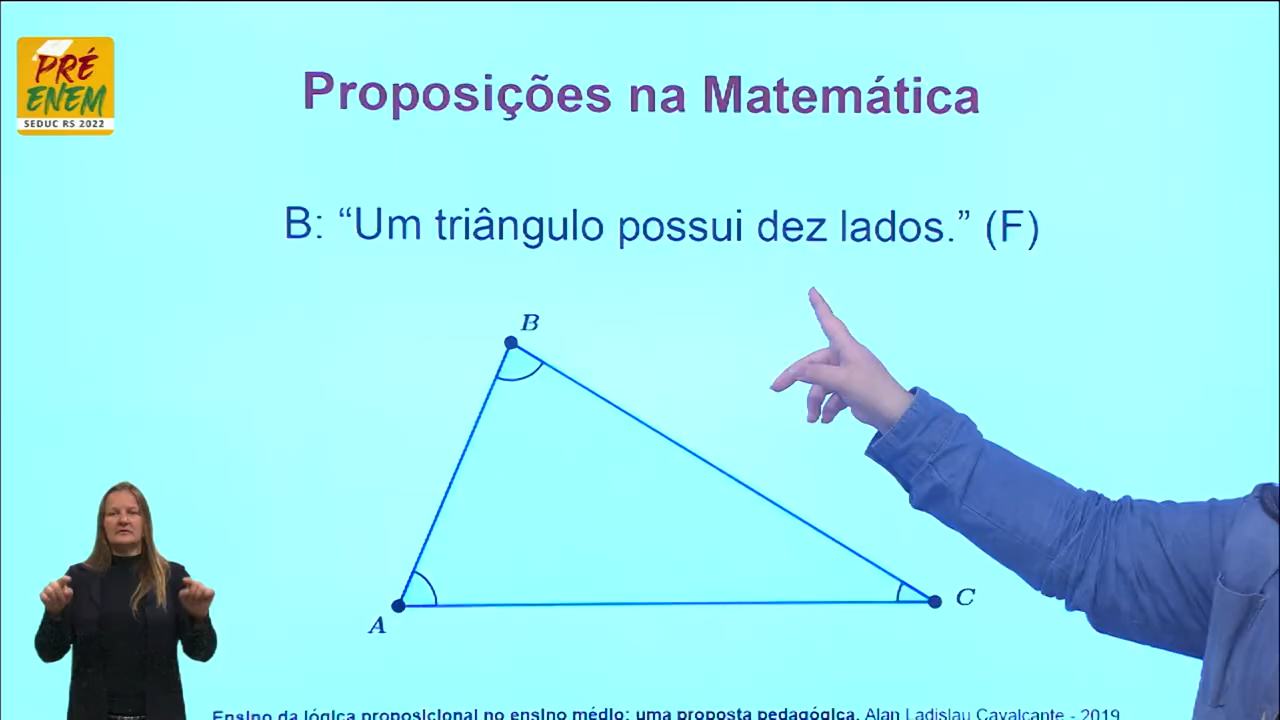 PRÉ
ENEM
SEDUC RS 2022
Proposições na Matemática
B: “Um triângulo possui dez lados.” (F)
B
A
C
Ensino da lógica proposicional no ensino médio: uma proposta pedagógica. Alan Ladislau Cavalcante - 2019